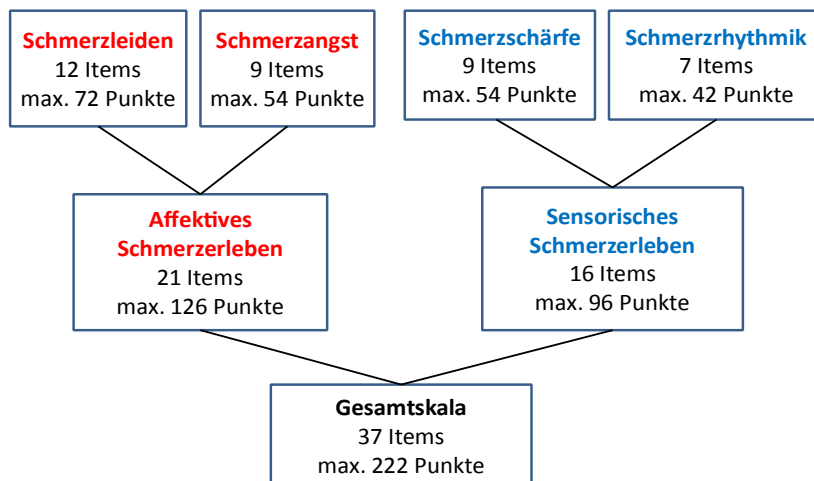 Schmerzleiden
12 Items
max. 72 Punkte
Schmerzangst
9 Items
max. 54 Punkte
Schmerzschärfe
9 Items
max. 54 Punkte
Schmerzrhythmik
7 Items
max. 42 Punkte
Affektives
Schmerzerleben
21 Items
max. 126 Punkte
Sensorisches
Schmerzerleben
16 Items
max. 96 Punkte
Gesamtskala
37 Items
max. 222 Punkte